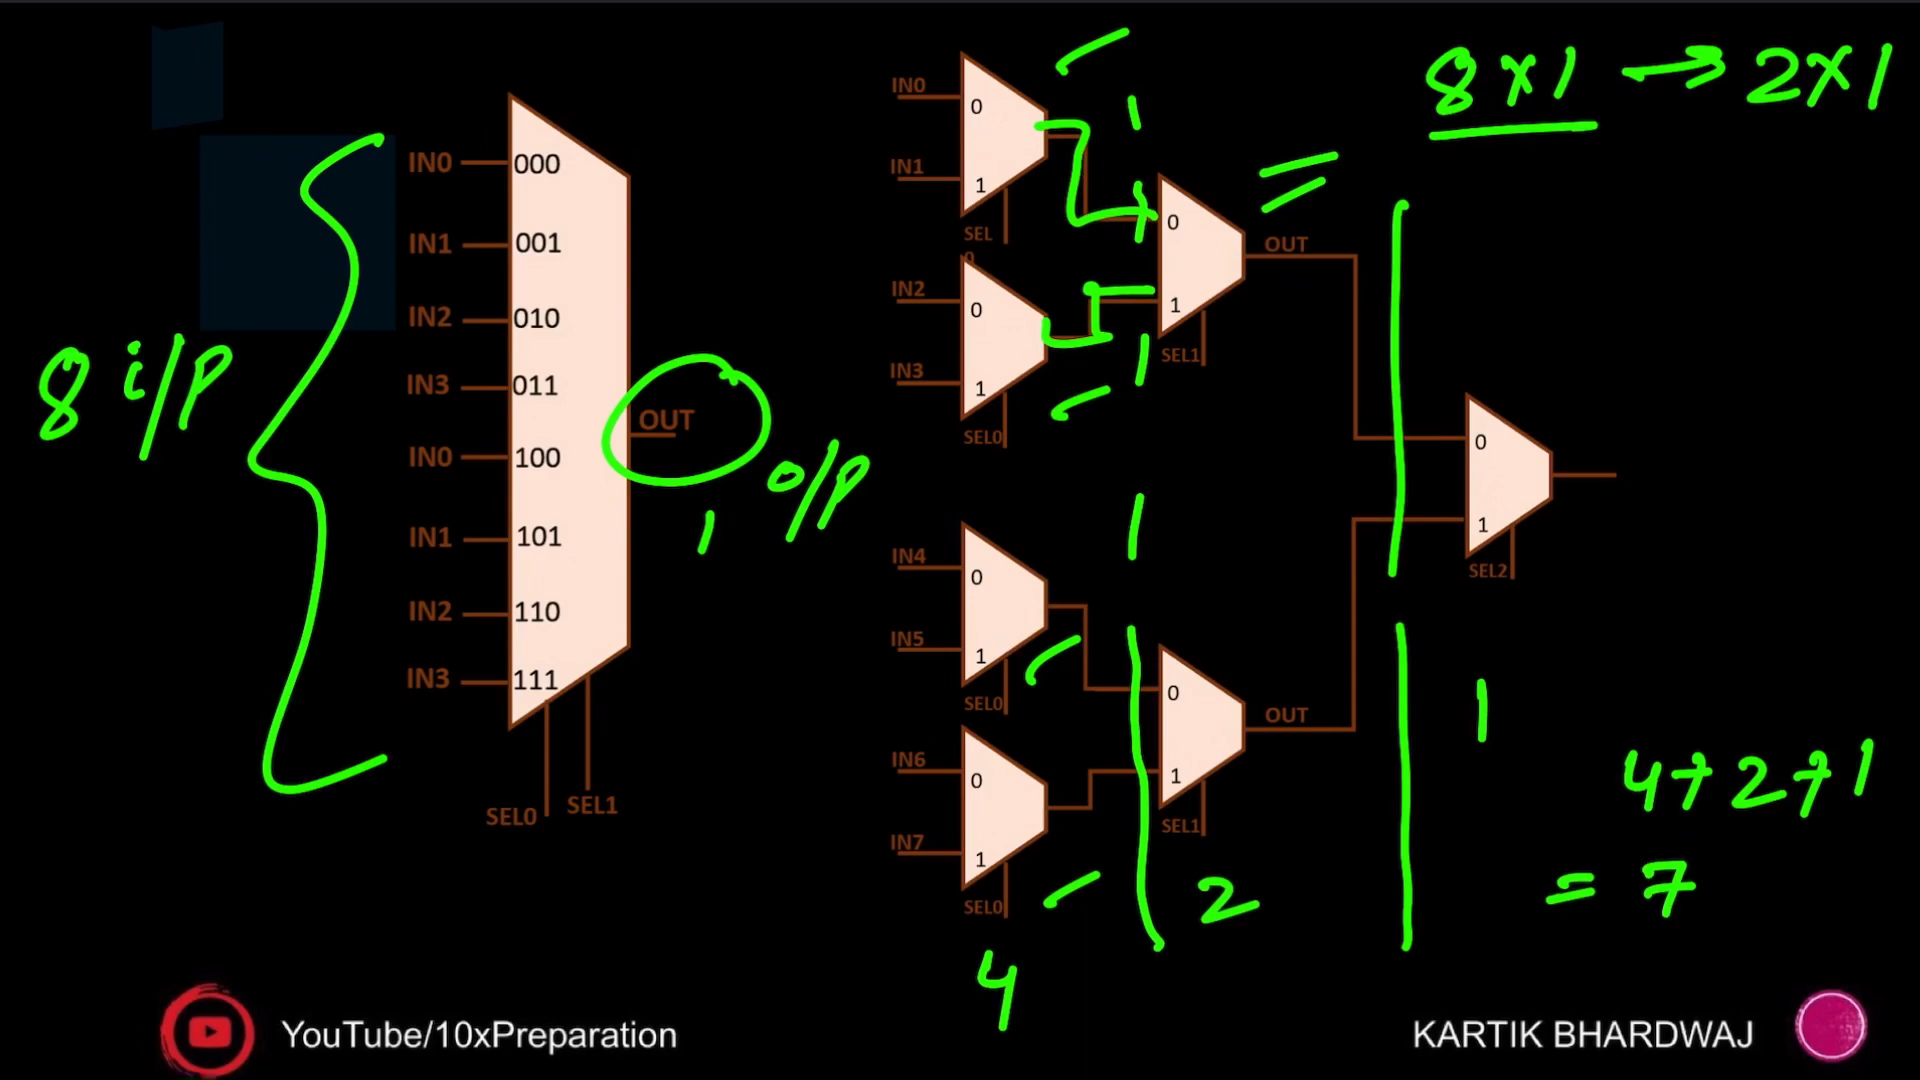 8 i/p
IN0 000
IN1 001
IN2 010
IN3 011
IN0 100
IN1 101
IN2 110
IN3 111
SEL0 SEL1
OUT
1 o/p
IN0 0
IN1 1
SEL
0
IN2 0
IN3 1
SEL0
0
1
SEL1
OUT
IN4 0
IN5 1
SEL0
IN6 0
IN7 1
SEL0
0
1
SEL1
OUT
0
1
SEL2
8x1 → 2x1
4
2
1
4+2+1
= 7
YouTube/10xPreparation
KARTIK BHARDWAJ